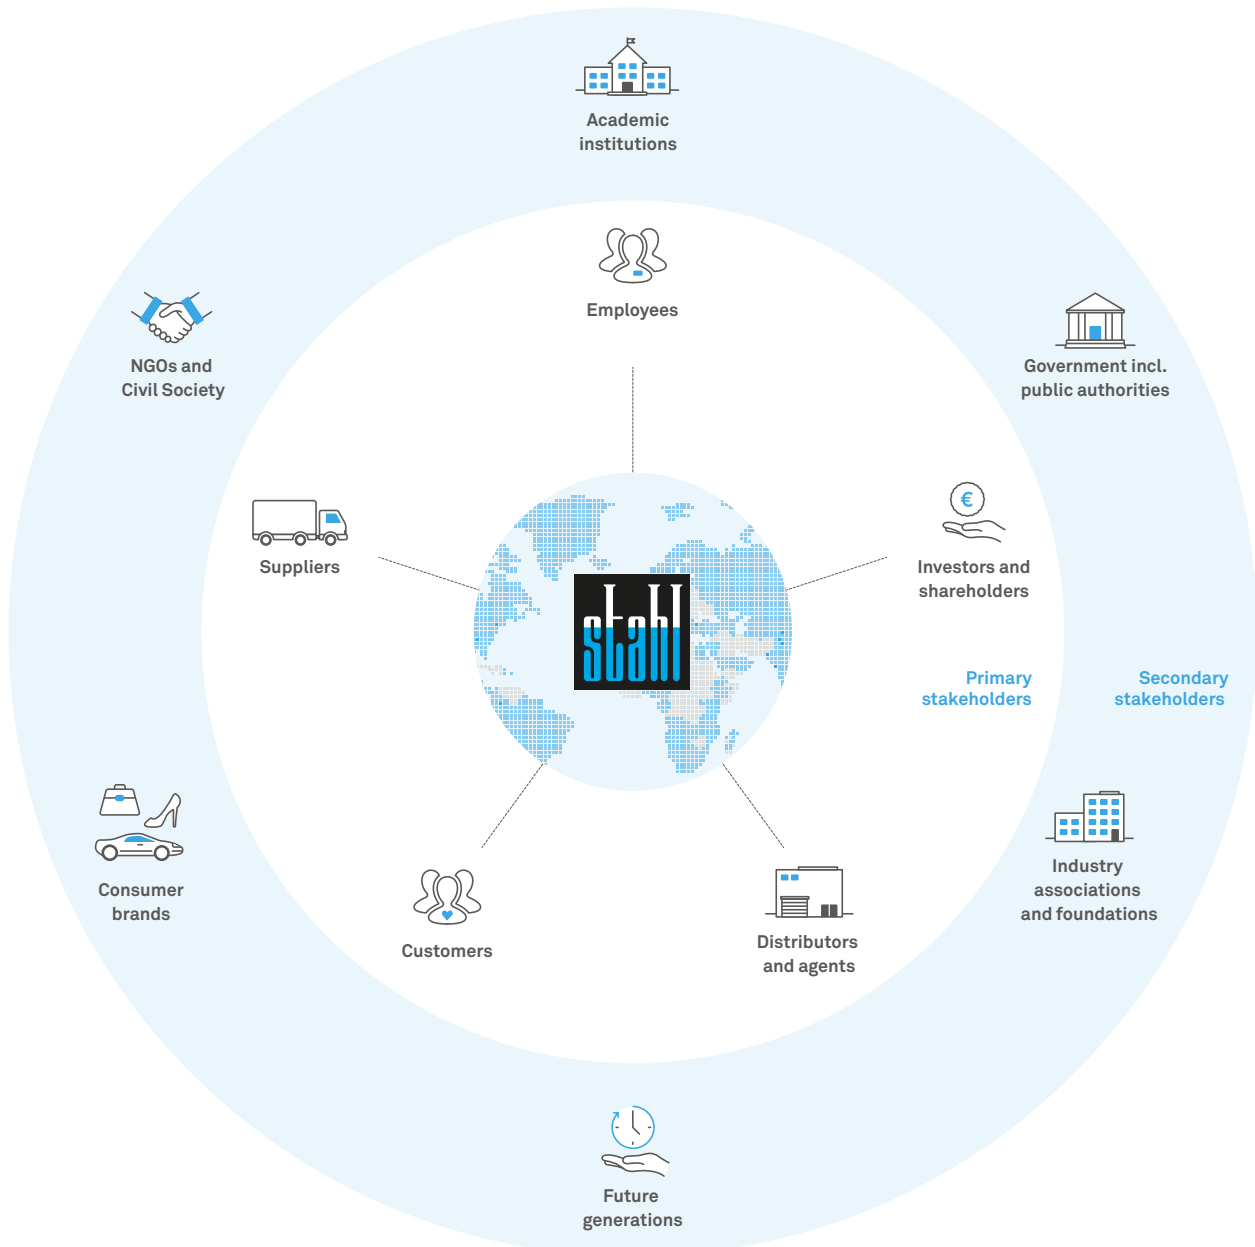 Academic
institutions
Employees
NGOs and
Civil Society
Government incl.
public authorities
Suppliers
€
Investors and
shareholders
stahl
Primary
stakeholders
Secondary
stakeholders
Consumer
brands
Customers
Distributors
and agents
Industry
associations
and foundations
Future
generations